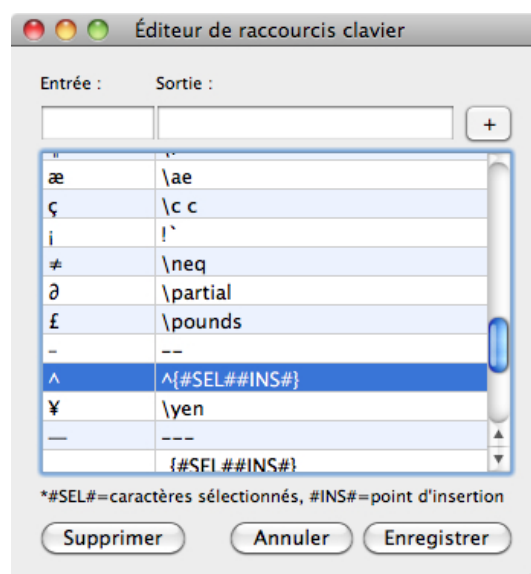 Éditeur de raccourcis clavier
Entrée : Sortie :
+
æ \ae
ç \c c
¡ !`
≠ \neq
∂ \partial
£ \pounds
– --
^ ^{#SEL##INS#}
¥ \yen
— ---
{#SEL##INS#}
*#SEL#=caractères sélectionnés, #INS#=point d'insertion
Supprimer Annuler Enregistrer